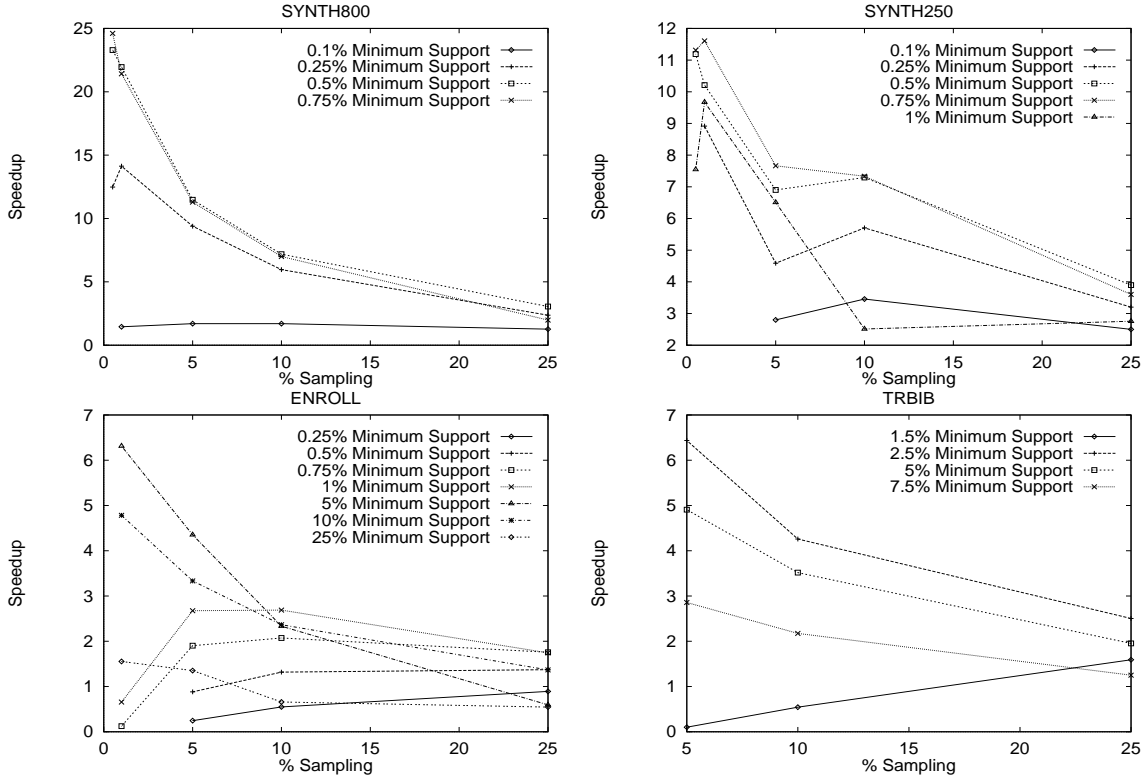 SYNTH800
25
20
15
10
5
0
Speedup
0.1% Minimum Support
0.25% Minimum Support
0.5% Minimum Support
0.75% Minimum Support
0 5 10 15 20 25
% Sampling
SYNTH250
12
11
10
9
8
7
6
5
4
3
2
Speedup
0.1% Minimum Support
0.25% Minimum Support
0.5% Minimum Support
0.75% Minimum Support
1% Minimum Support
0 5 10 15 20 25
% Sampling
ENROLL
7
6
5
4
3
2
1
0
Speedup
0.25% Minimum Support
0.5% Minimum Support
0.75% Minimum Support
1% Minimum Support
5% Minimum Support
10% Minimum Support
25% Minimum Support
0 5 10 15 20 25
% Sampling
TRBIB
7
6
5
4
3
2
1
0
Speedup
1.5% Minimum Support
2.5% Minimum Support
5% Minimum Support
7.5% Minimum Support
5 10 15 20 25
% Sampling